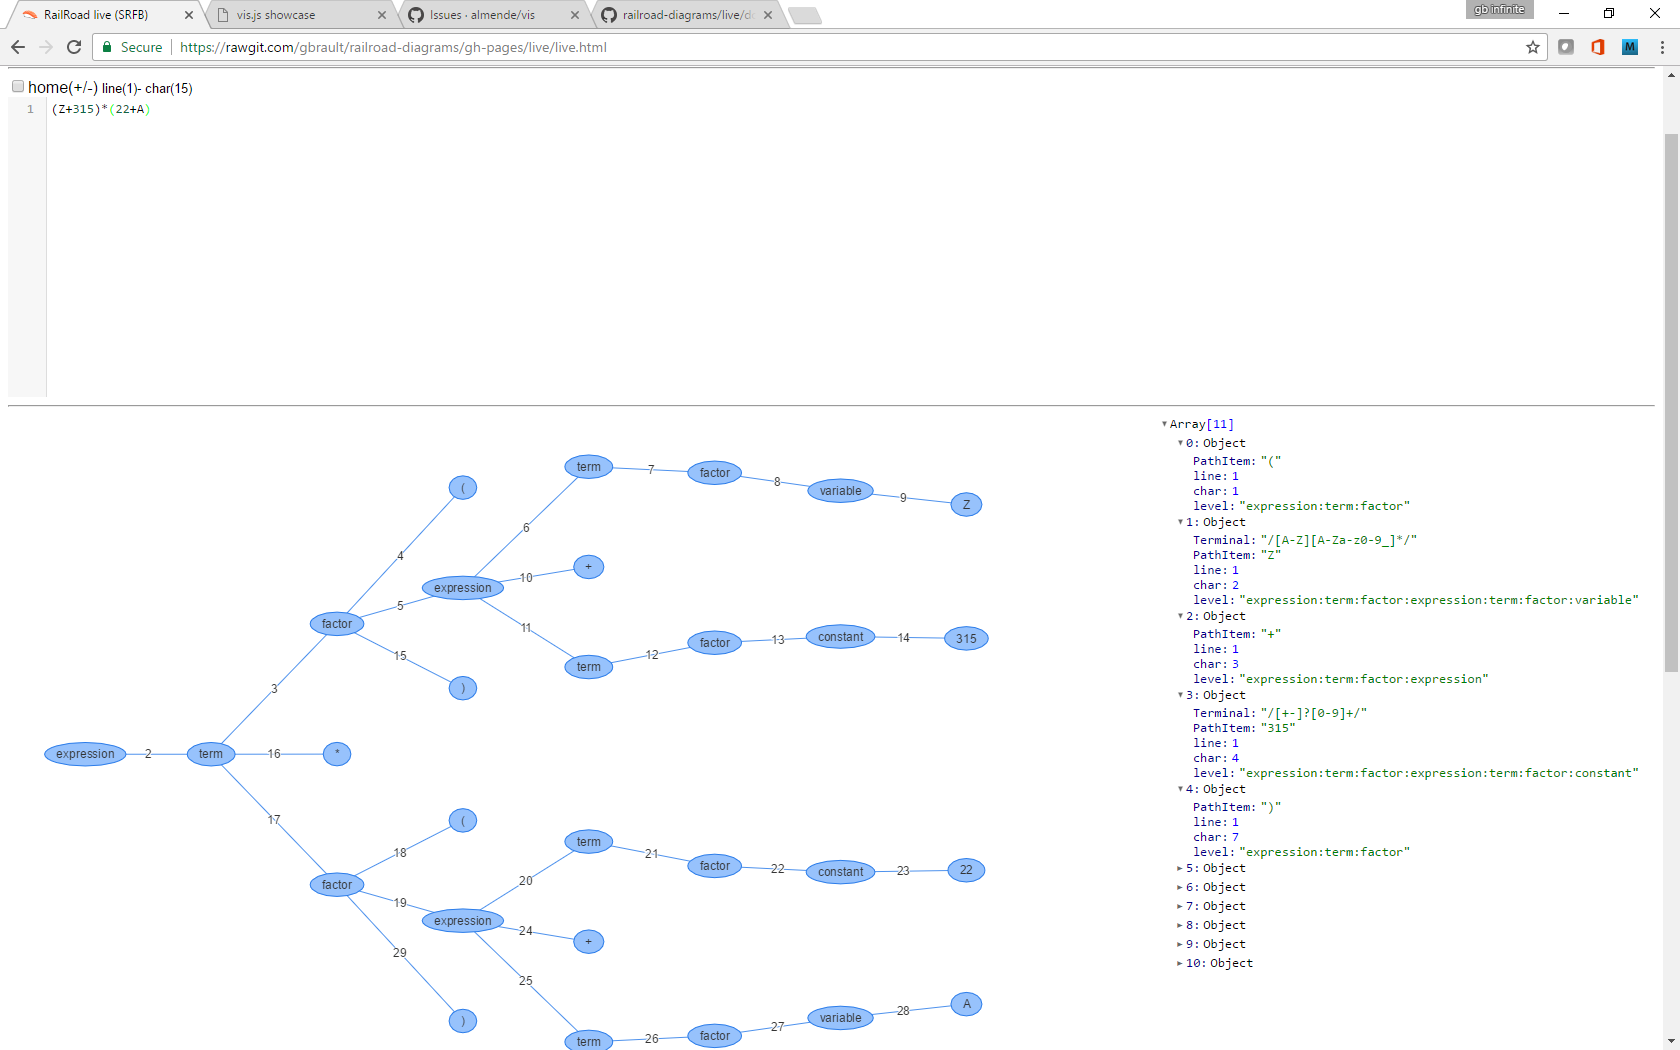 RailRoad live (SRFB)
vis.js showcase
Issues · almende/vis
railroad-diagrams/live/
gb infinite
Secure
https://rawgit.com/gbrault/railroad-diagrams/gh-pages/live/live.html
M
home(+/-) line(1)- char(15)
1 (Z+315)*(22+A)
( 
term 7 factor 8 variable 9 Z
6
4
expression 10 +
5
factor
11
15
term 12 factor 13 constant 14 315
)
3
expression 2 term 16 *
17
(
18
term 21 factor 22 constant 23 22
20
factor
19
expression 24 +
29
25
)
term 26 factor 27 variable 28 A
Array[11]
0: Object
PathItem: "("
line: 1
char: 1
level: "expression:term:factor"
1: Object
Terminal: "/[A-Z][A-Za-z0-9_]*/"
PathItem: "Z"
line: 1
char: 2
level: "expression:term:factor:expression:term:factor:variable"
2: Object
PathItem: "+"
line: 1
char: 3
level: "expression:term:factor:expression"
3: Object
Terminal: "/[+-]?[0-9]+/"
PathItem: "315"
line: 1
char: 4
level: "expression:term:factor:expression:term:factor:constant"
4: Object
PathItem: ")"
line: 1
char: 7
level: "expression:term:factor"
5: Object
6: Object
7: Object
8: Object
9: Object
10: Object